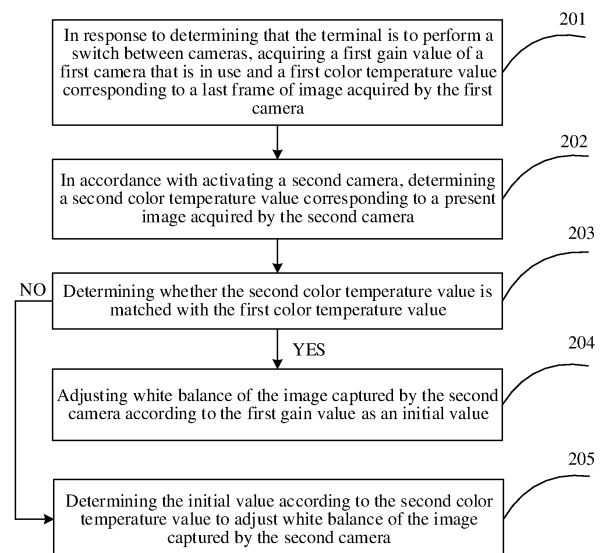 201
In response to determining that the terminal is to perform a
switch between cameras, acquiring a first gain value of a
first camera that is in use and a first color temperature value
corresponding to a last frame of image acquired by the first
camera
202
In accordance with activating a second camera, determining
a second color temperature value corresponding to a present
image acquired by the second camera
203
NO
Determining whether the second color temperature value is
matched with the first color temperature value
YES
204
Adjusting white balance of the image captured by the second
camera according to the first gain value as an initial value
205
Determining the initial value according to the second color
temperature value to adjust white balance of the image
captured by the second camera